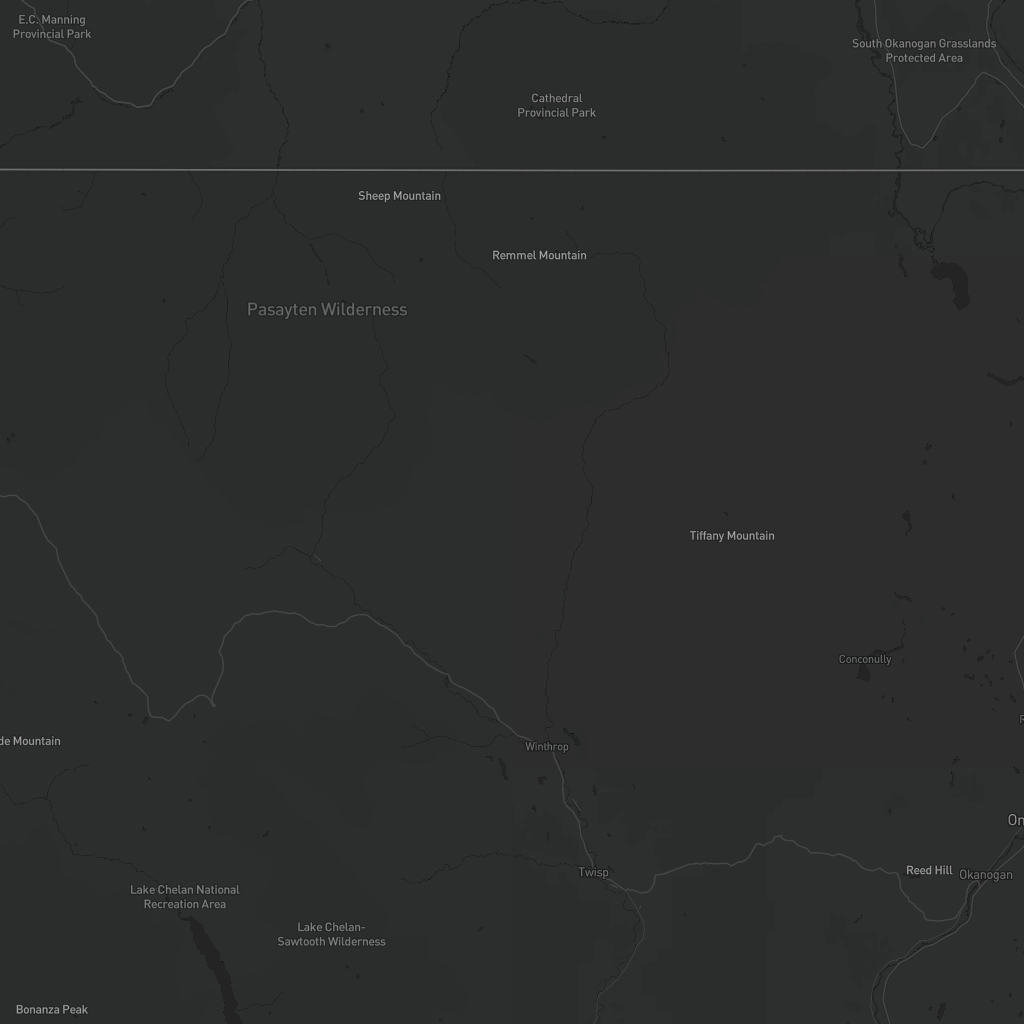 E.C. Manning
Provincial Park
South Okanogan Grasslands
Protected Area
Cathedral
Provincial Park
Sheep Mountain
Remmel Mountain
Pasayten Wilderness
Tiffany Mountain
Conconully
de Mountain
Winthrop
On
Twisp
Reed Hill
Okanogan
Lake Chelan National
Recreation Area
Lake Chelan-
Sawtooth Wilderness
Bonanza Peak